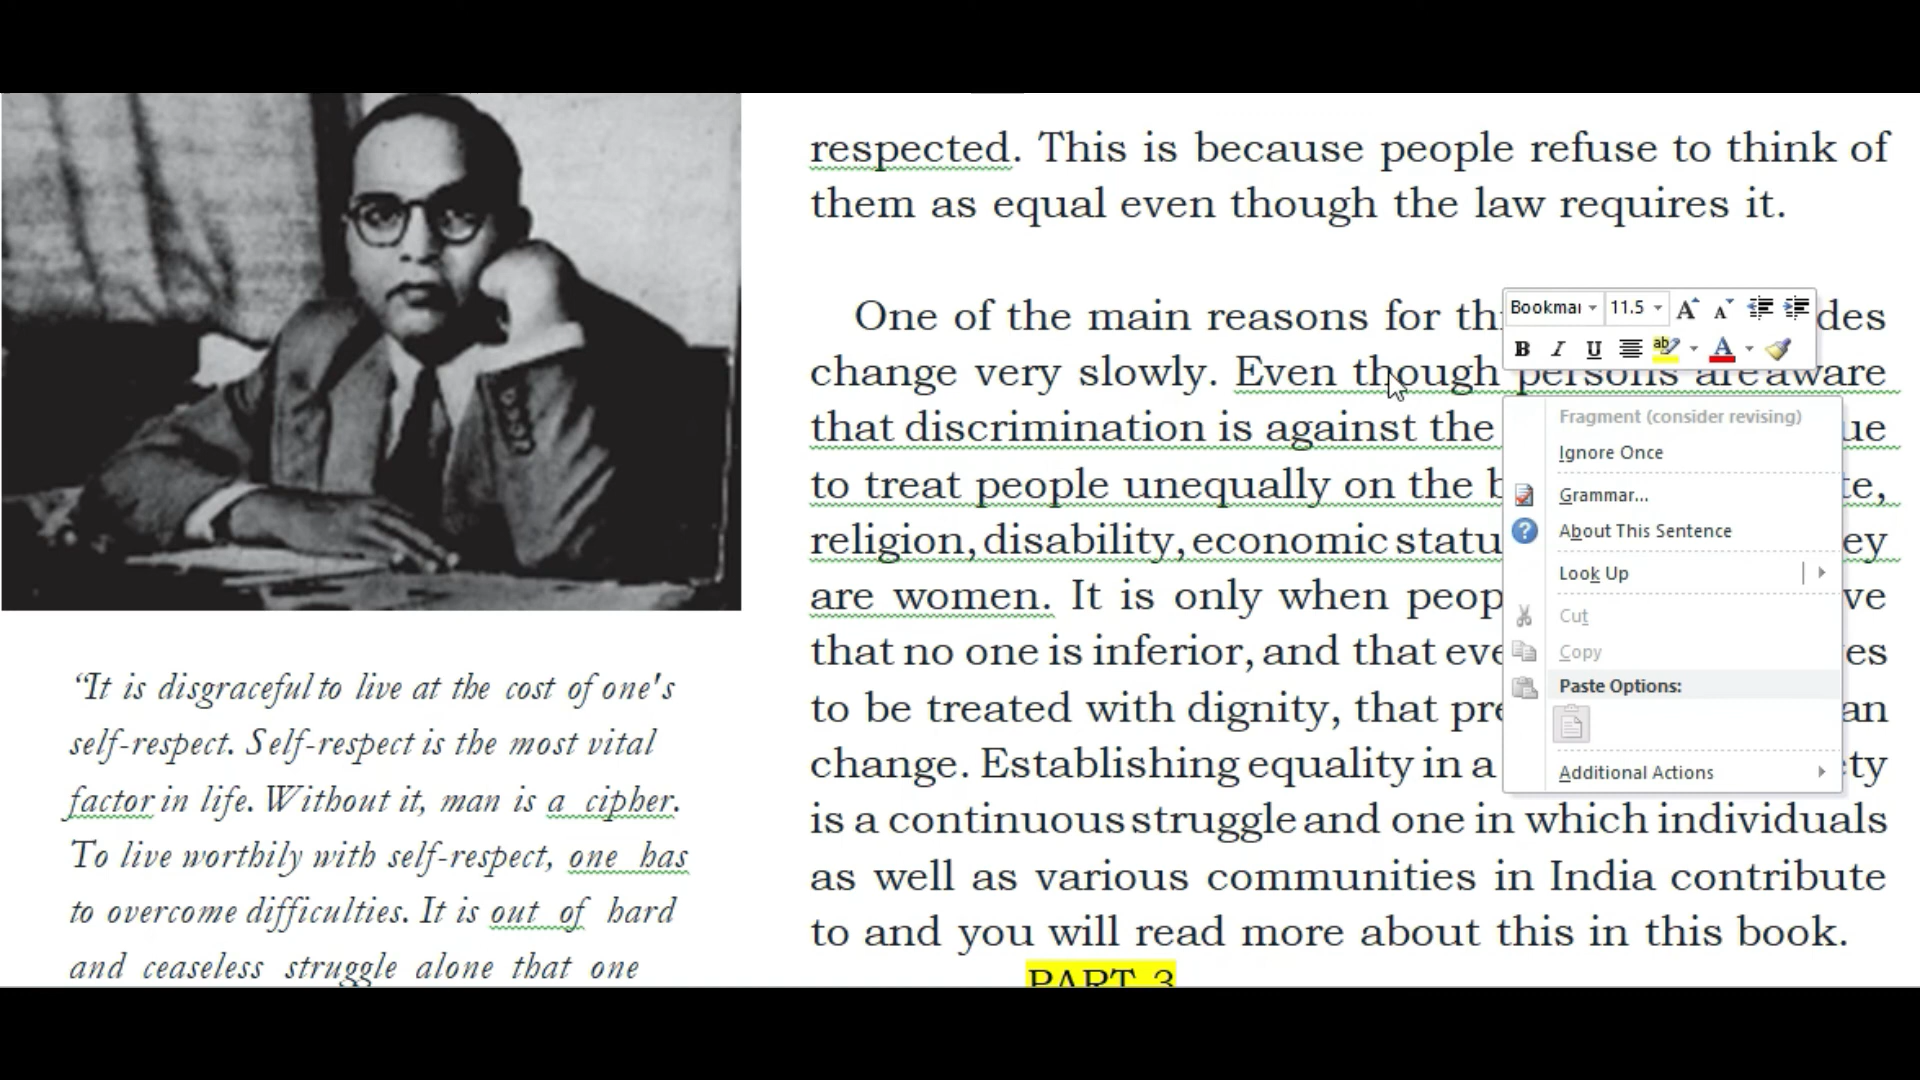 respected. This is because people refuse to think of
them as equal even though the law requires it.
One of the main reasons for des
change very slowly. Even though persons are aware
that discrimination is against the ue
to treat people unequally on the te,
religion, disability, economic ey
are women. It is only when ve
that no one is inferior, and that es
to be treated with dignity, that an
change. Establishing equality in a ty
is a continuous struggle and one in which individuals
as well as various communities in India contribute
to and you will read more about this in this book.
PART 3
“It is disgraceful to live at the cost of one's
self-respect. Self-respect is the most vital
factor in life. Without it, man is a cipher.
To live worthily with self-respect, one has
to overcome difficulties. It is out of hard
and ceaseless struggle alone that one
Bookmar 11.5 A A
B I U ab A
Fragment (consider revising)
Ignore Once
Grammar...
About This Sentence
Look Up
Cut
Copy
Paste Options:
Additional Actions